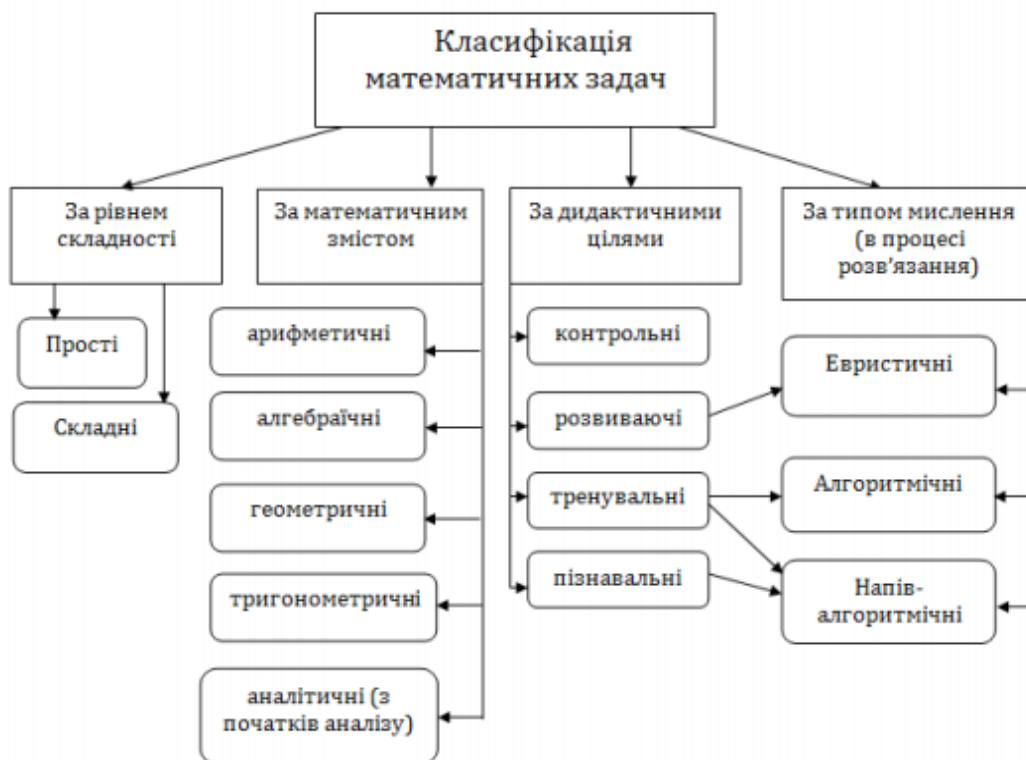 Класифікація
математичних задач
За рівнем
складності
За математичним
змістом
За дидактичними
цілями
За типом мислення
(в процесі
розв’язання)
Прості
Складні
арифметичні
алгебраїчні
геометричні
тригонометричні
аналітичні (з
початків аналізу)
контрольні
розвиваючі
тренувальні
пізнавальні
Евристичні
Алгоритмічні
Напів-
алгоритмічні